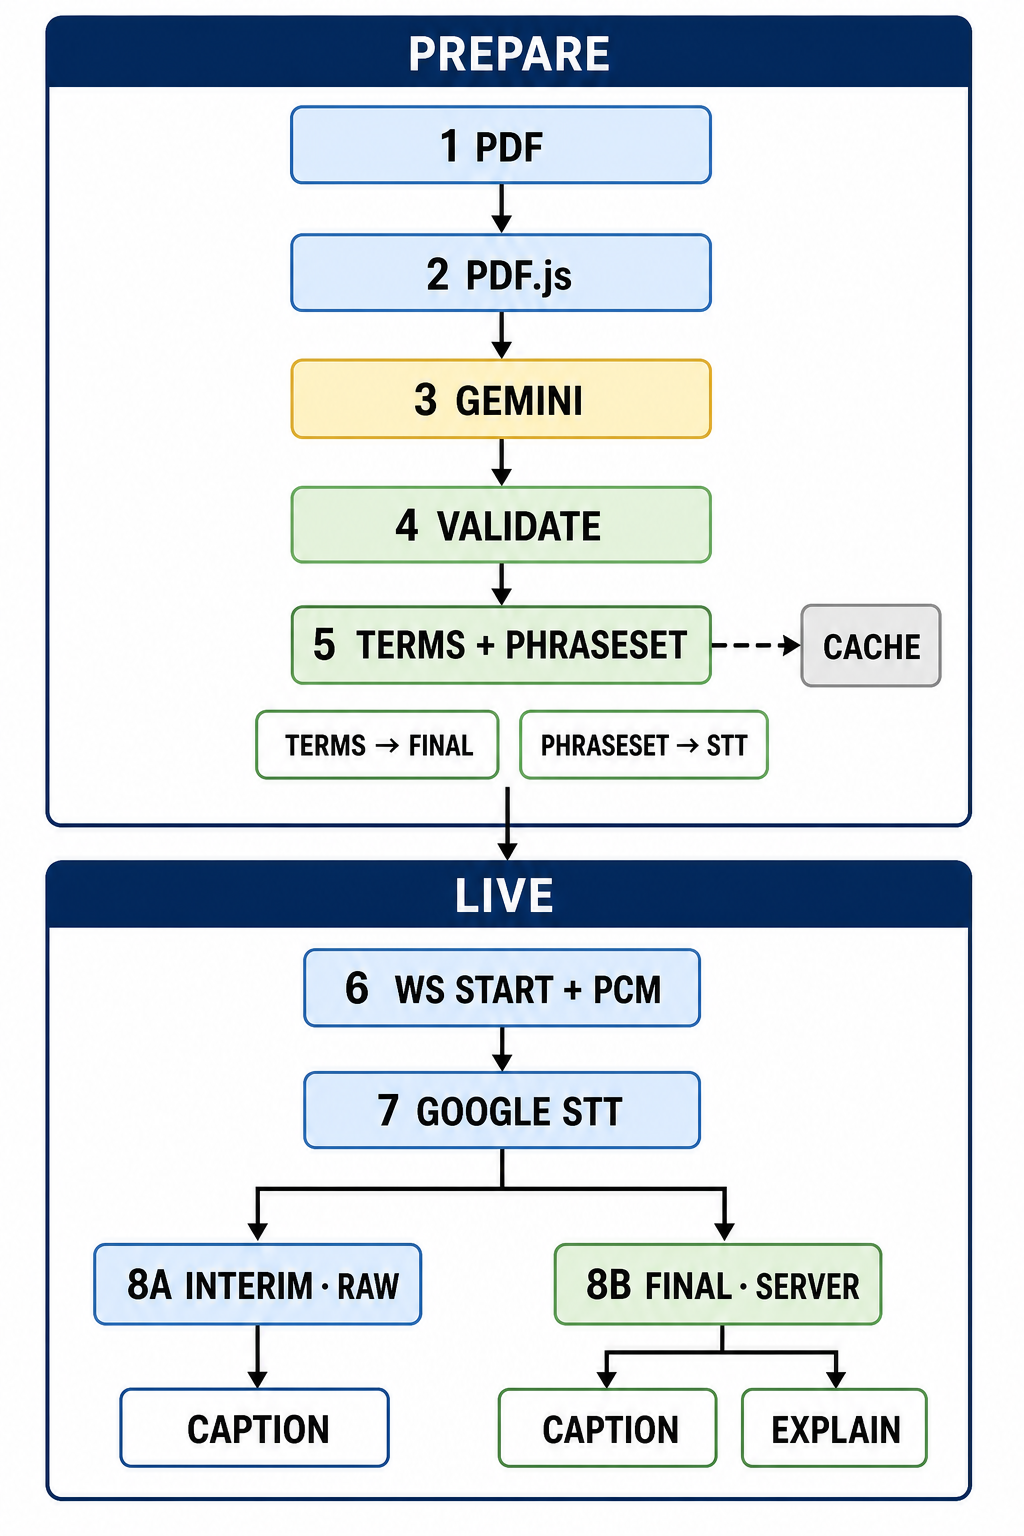 PREPARE
1 PDF
2 PDF.js
3 GEMINI
4 VALIDATE
5 TERMS + PHRASESET
CACHE
TERMS → FINAL
PHRASESET → STT
LIVE
6 WS START + PCM
7 GOOGLE STT
8A INTERIM · RAW
8B FINAL · SERVER
CAPTION
CAPTION
EXPLAIN